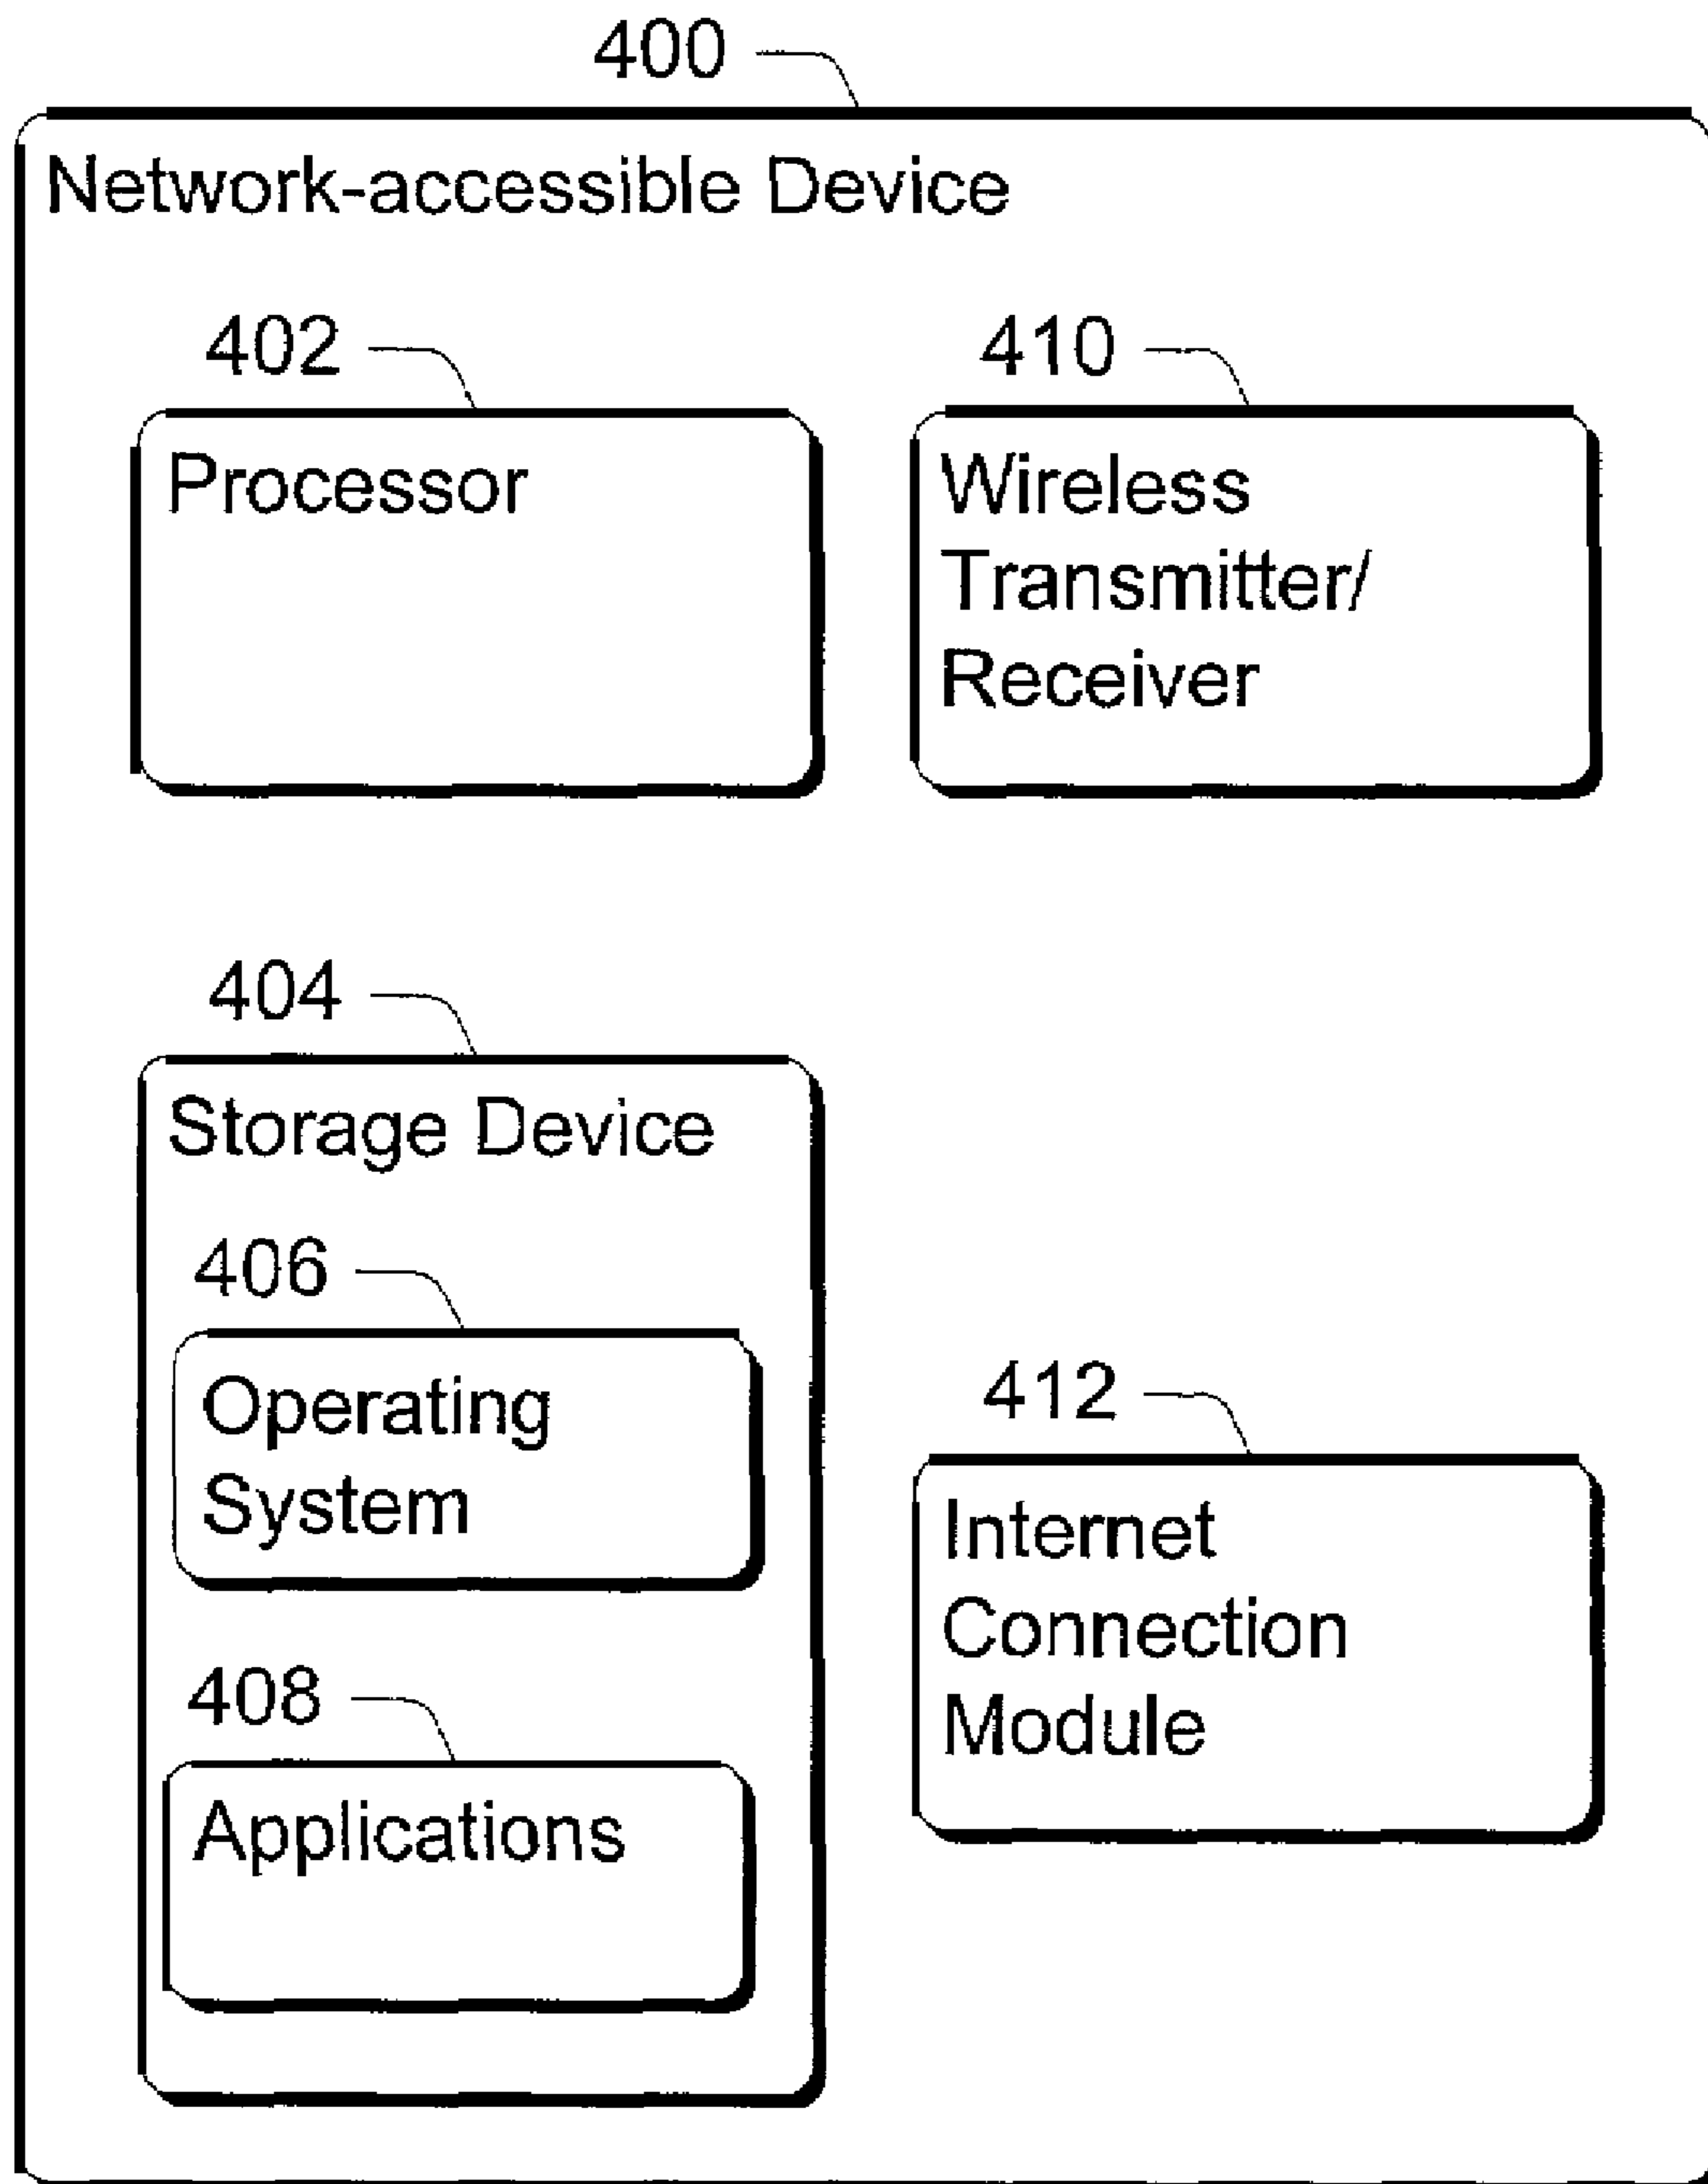 400
Network-accessible Device
402
Processor
410
Wireless
Transmitter/
Receiver
404
Storage Device
406
Operating
System
408
Applications
412
Internet
Connection
Module